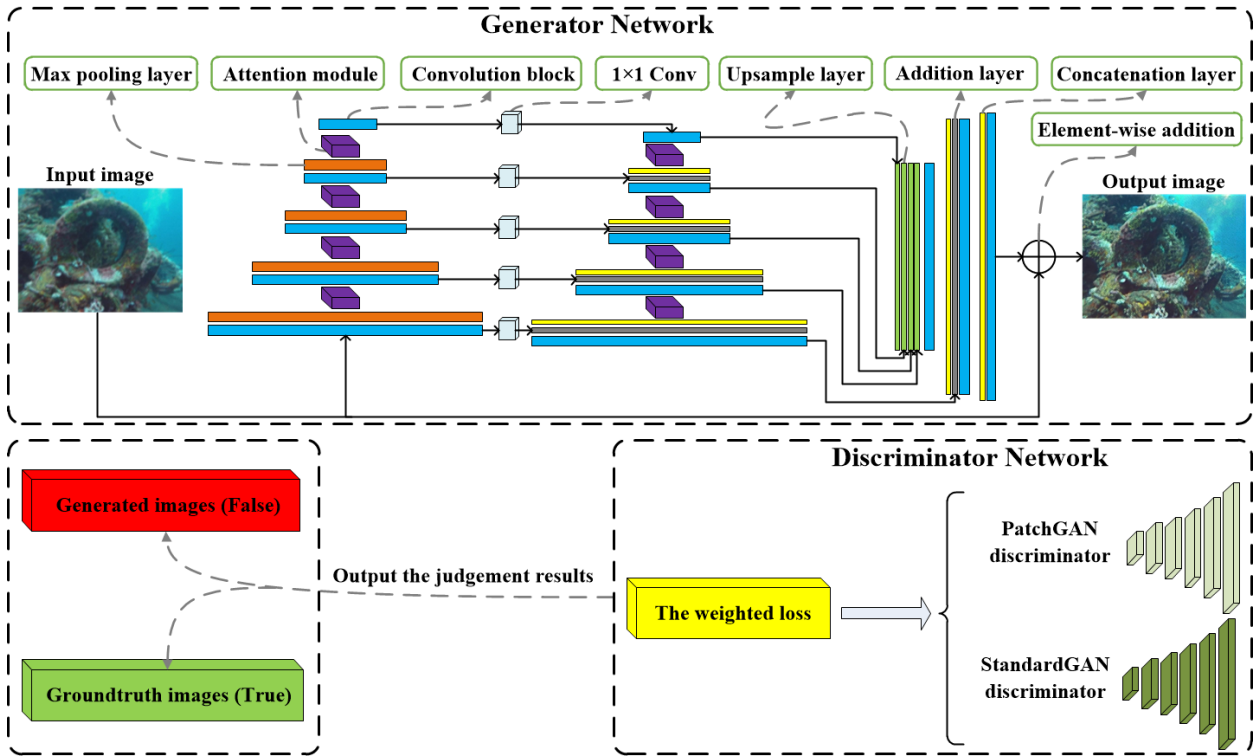 Generator Network
Max pooling layer
Attention module
Convolution block
1×1 Conv
Upsample layer
Addition layer
Concatenation layer
Element-wise addition
Input image
Output image
Discriminator Network
Generated images (False)
Output the judgement results
Groundtruth images (True)
The weighted loss
PatchGAN
discriminator
StandardGAN
discriminator